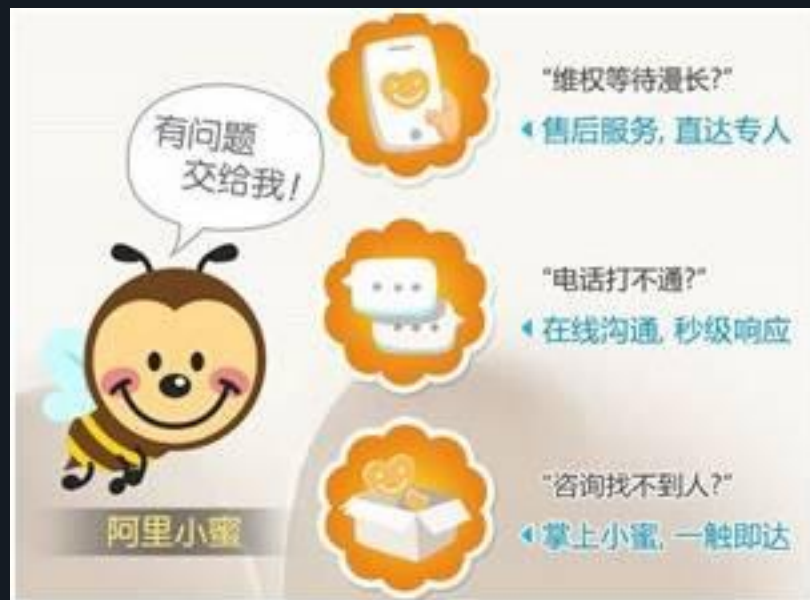 有问题
交给我!
阿里小蜜
"维权等待漫长?"
售后服务, 直达专人
"电话打不通?"
在线沟通, 秒级响应
"咨询找不到人?"
掌上小蜜, 一触即达